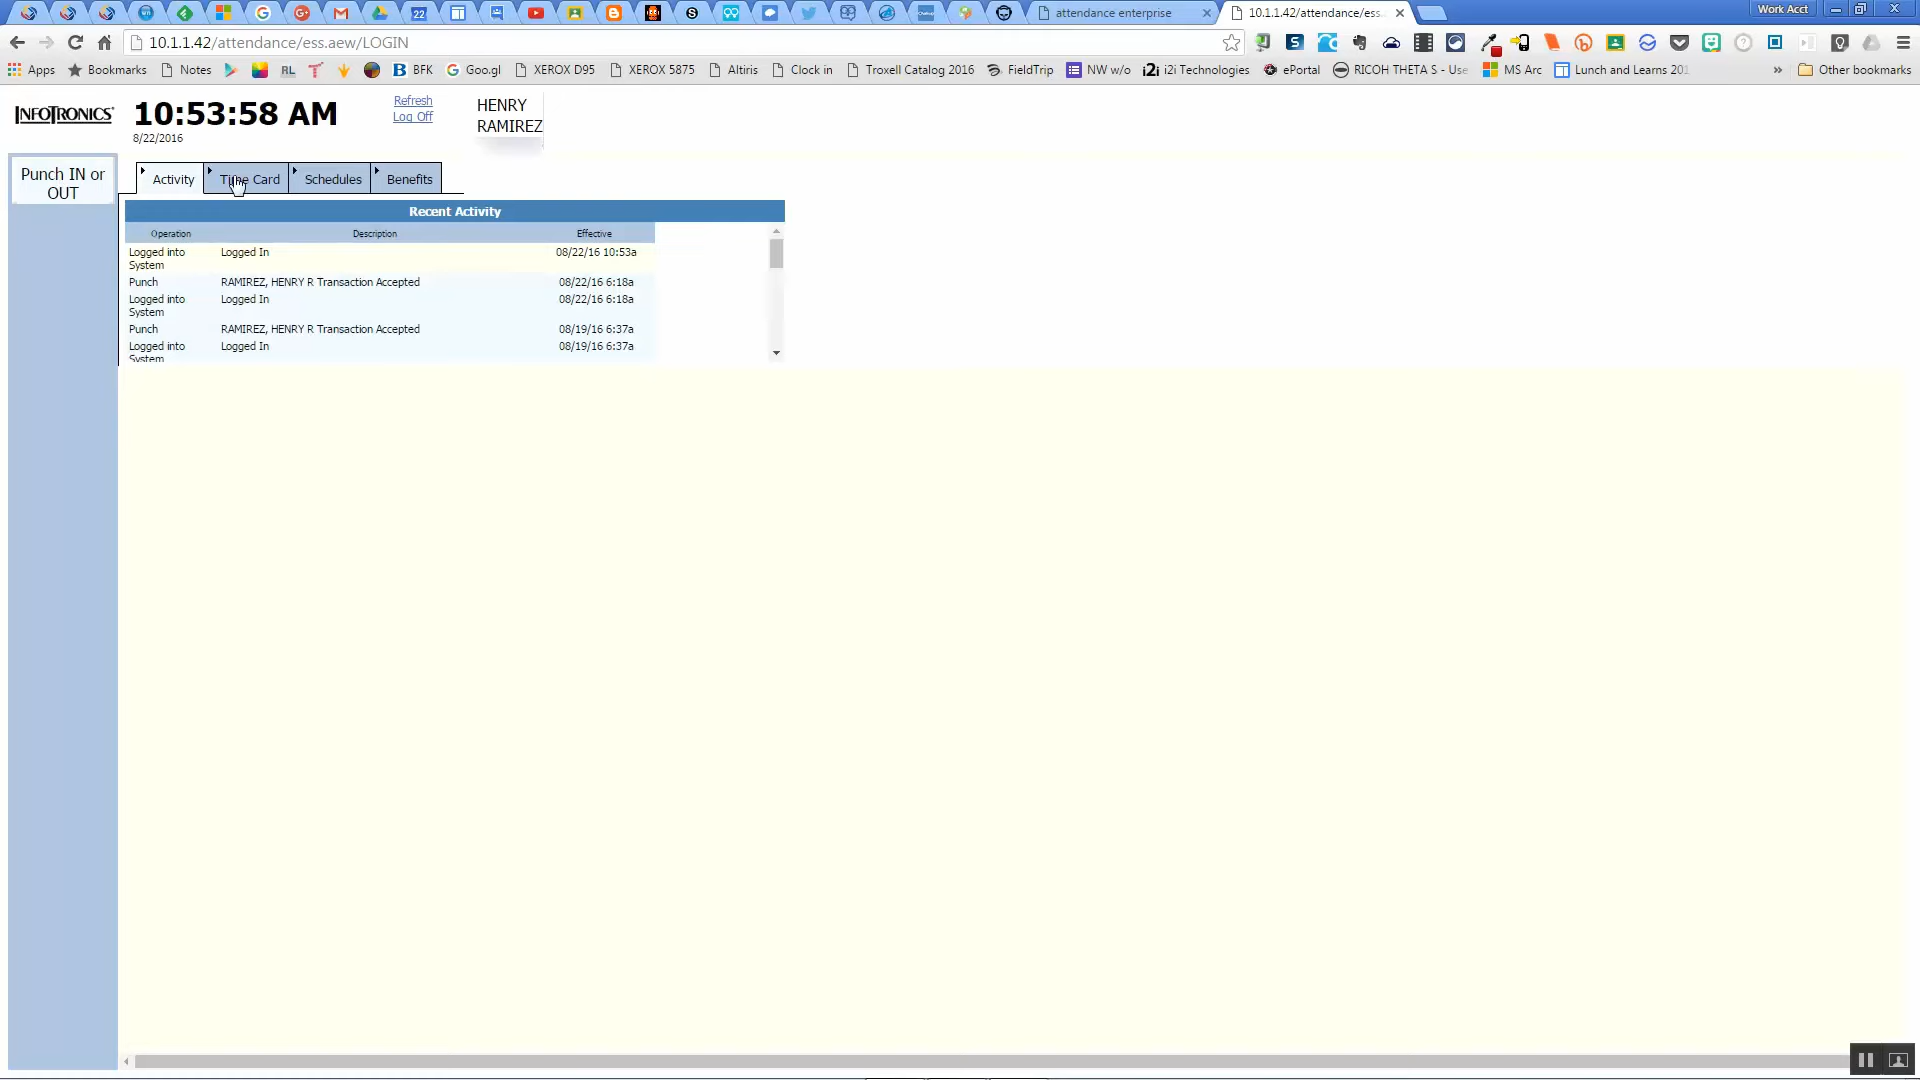 attendance enterprise
10.1.1.42/attendance/ess.
Work Acct
10.1.1.42/attendance/ess.aew/LOGIN
Apps
Bookmarks
Notes
RL
BFK
Goo.gl
XEROX D95
XEROX 5875
Altiris
Clock in
Troxell Catalog 2016
FieldTrip
NW w/o
i2i Technologies
ePortal
RICOH THETA S - Use
MS Arc
Lunch and Learns 201
Other bookmarks
INFOTRONICS
10:53:58 AM
8/22/2016
Refresh
Log Off
HENRY
RAMIREZ
Punch IN or
OUT
Activity
Time Card
Schedules
Benefits
Recent Activity
Operation Description Effective
Logged into Logged In 08/22/16 10:53a
System
Punch RAMIREZ, HENRY R Transaction Accepted 08/22/16 6:18a
Logged into Logged In 08/22/16 6:18a
System
Punch RAMIREZ, HENRY R Transaction Accepted 08/19/16 6:37a
Logged into Logged In 08/19/16 6:37a
System